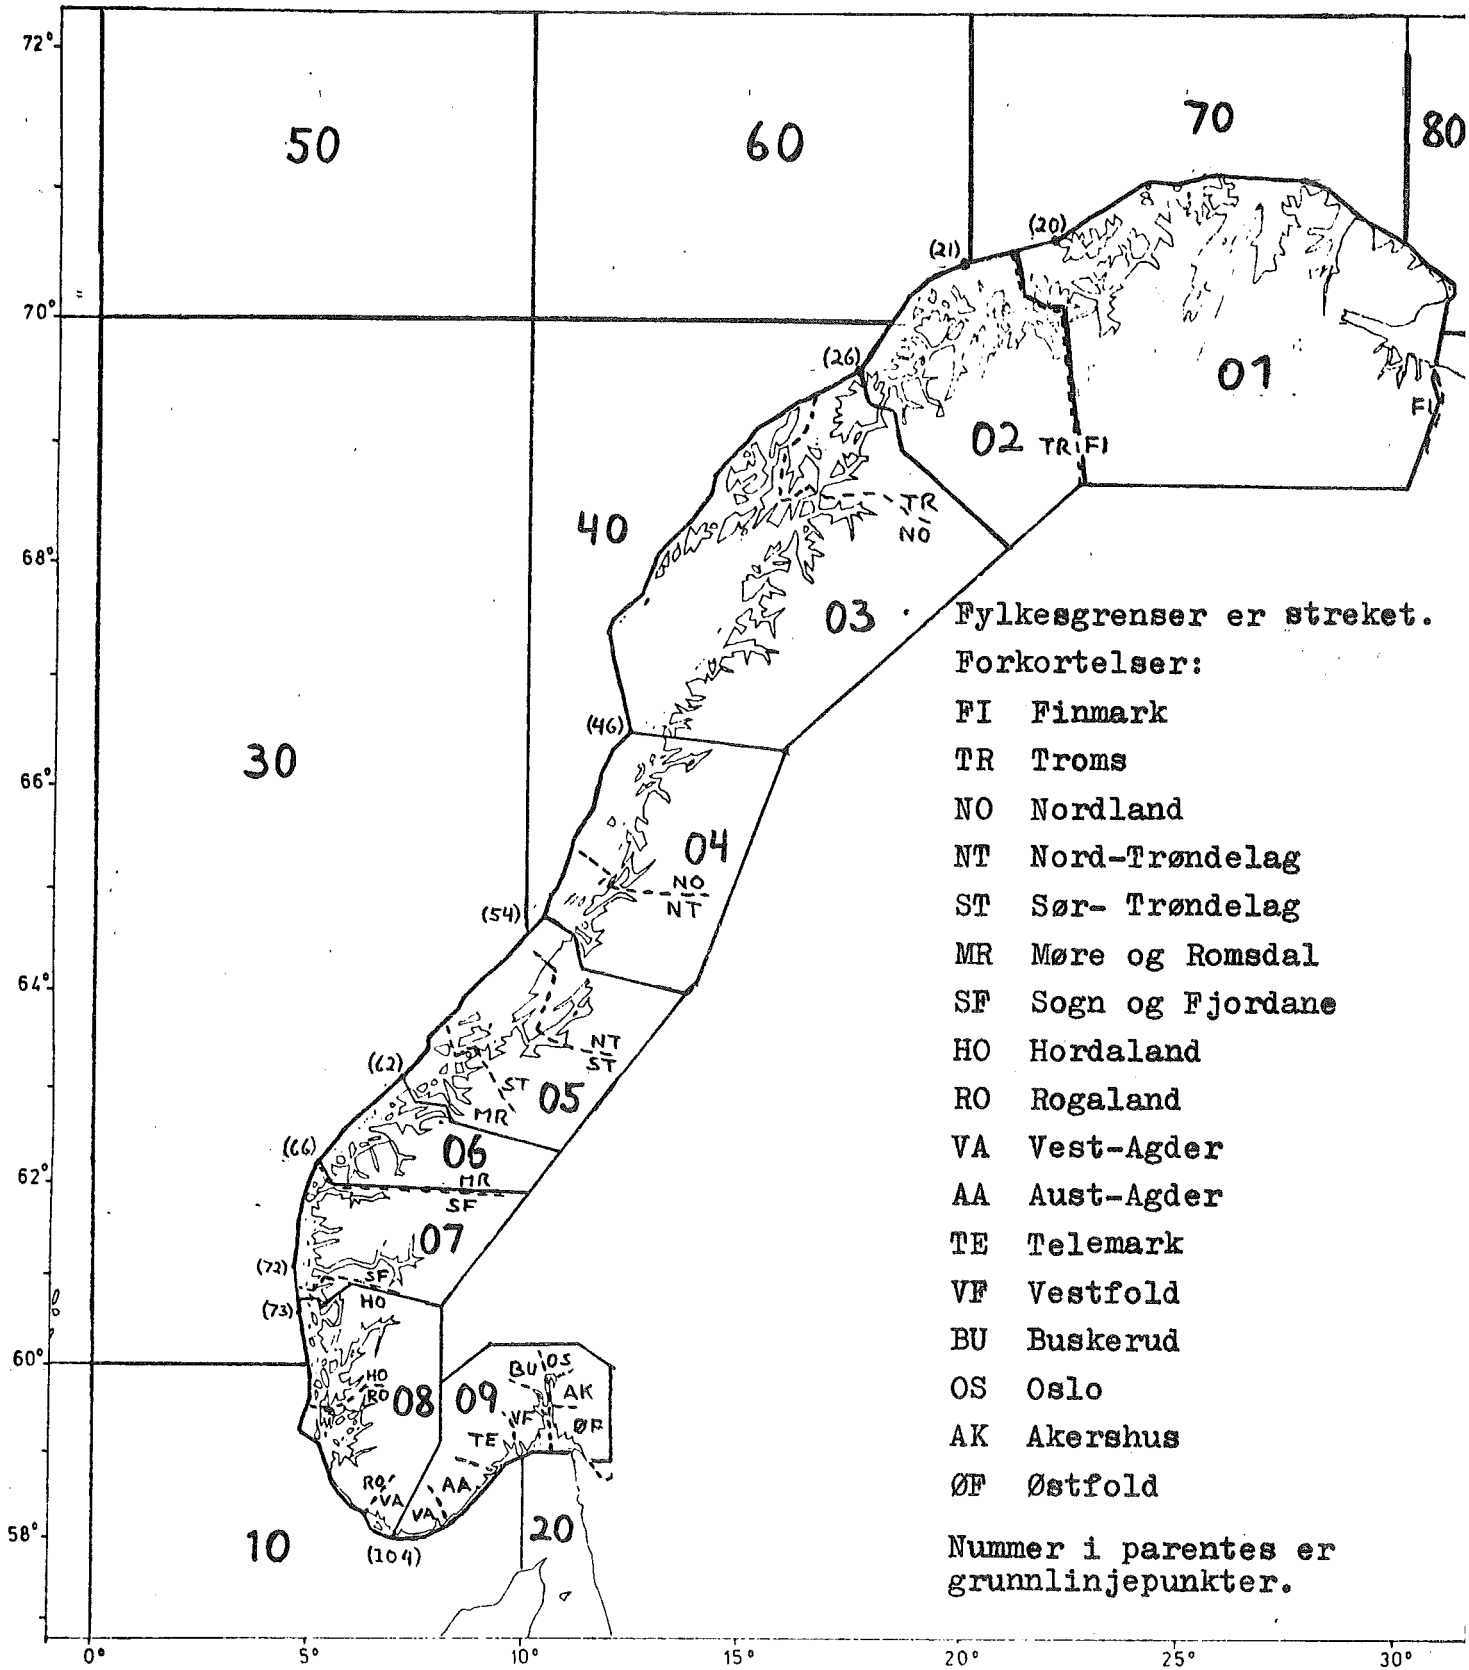 72°
50
60
70
80
(20)
(21)
70°
(26)
01
FI
02
TR FI
40
TR
NO
68°
03
Fylkesgrenser er streket.
Forkortelser:
FI Finmark
TR Troms
NO Nordland
NT Nord-Trøndelag
ST Sør- Trøndelag
MR Møre og Romsdal
SF Sogn og Fjordane
HO Hordaland
RO Rogaland
VA Vest-Agder
AA Aust-Agder
TE Telemark
VF Vestfold
BU Buskerud
OS Oslo
AK Akershus
ØF Østfold
Nummer i parentes er
grunnlinjepunkter.
(46)
30
66°
04
NO
NT
(54)
64°
NT
ST
(62)
ST
05
MR
06
(66)
MR
62°
SF
07
(72)
SF
HO
(73)
60°
BU OS
HO
RO
08
09
AK
VF
ØF
TE
RO
VA
AA
VA
58°
10
(104)
20
0° 5° 10° 15° 20° 25° 30°